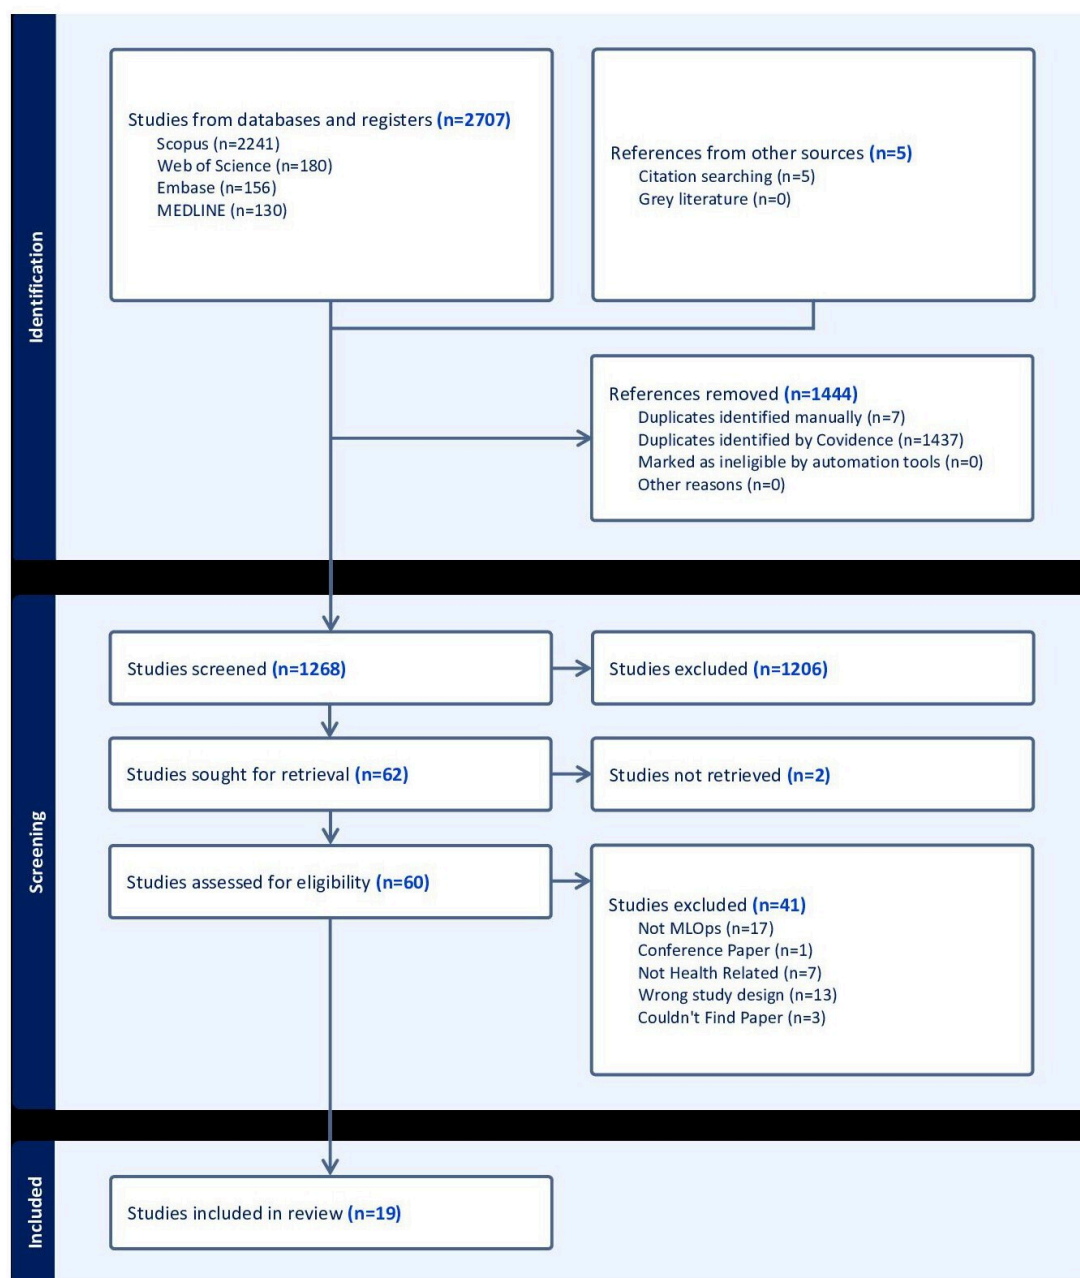 Identification
Studies from databases and registers (n=2707)
Scopus (n=2241)
Web of Science (n=180)
Embase (n=156)
MEDLINE (n=130)
References from other sources (n=5)
Citation searching (n=5)
Grey literature (n=0)
References removed (n=1444)
Duplicates identified manually (n=7)
Duplicates identified by Covidence (n=1437)
Marked as ineligible by automation tools (n=0)
Other reasons (n=0)
Screening
Studies screened (n=1268)
Studies excluded (n=1206)
Studies sought for retrieval (n=62)
Studies not retrieved (n=2)
Studies assessed for eligibility (n=60)
Studies excluded (n=41)
Not MLOps (n=17)
Conference Paper (n=1)
Not Health Related (n=7)
Wrong study design (n=13)
Couldn't Find Paper (n=3)
Included
Studies included in review (n=19)